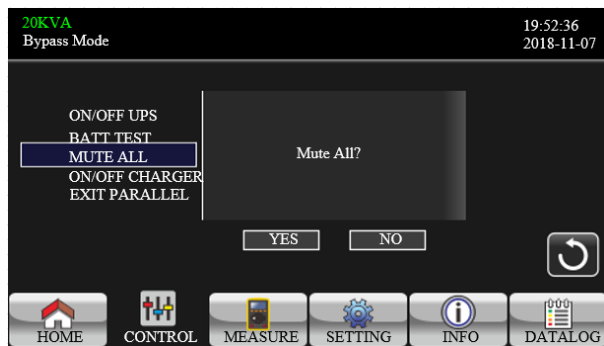 20KVA
19:52:36
Bypass Mode
2018-11-07
ON/OFF UPS
BATT TEST
MUTE ALL
Mute All?
ON/OFF CHARGER
EXIT PARALLEL
YES NO
HOME CONTROL MEASURE SETTING INFO DATALOG